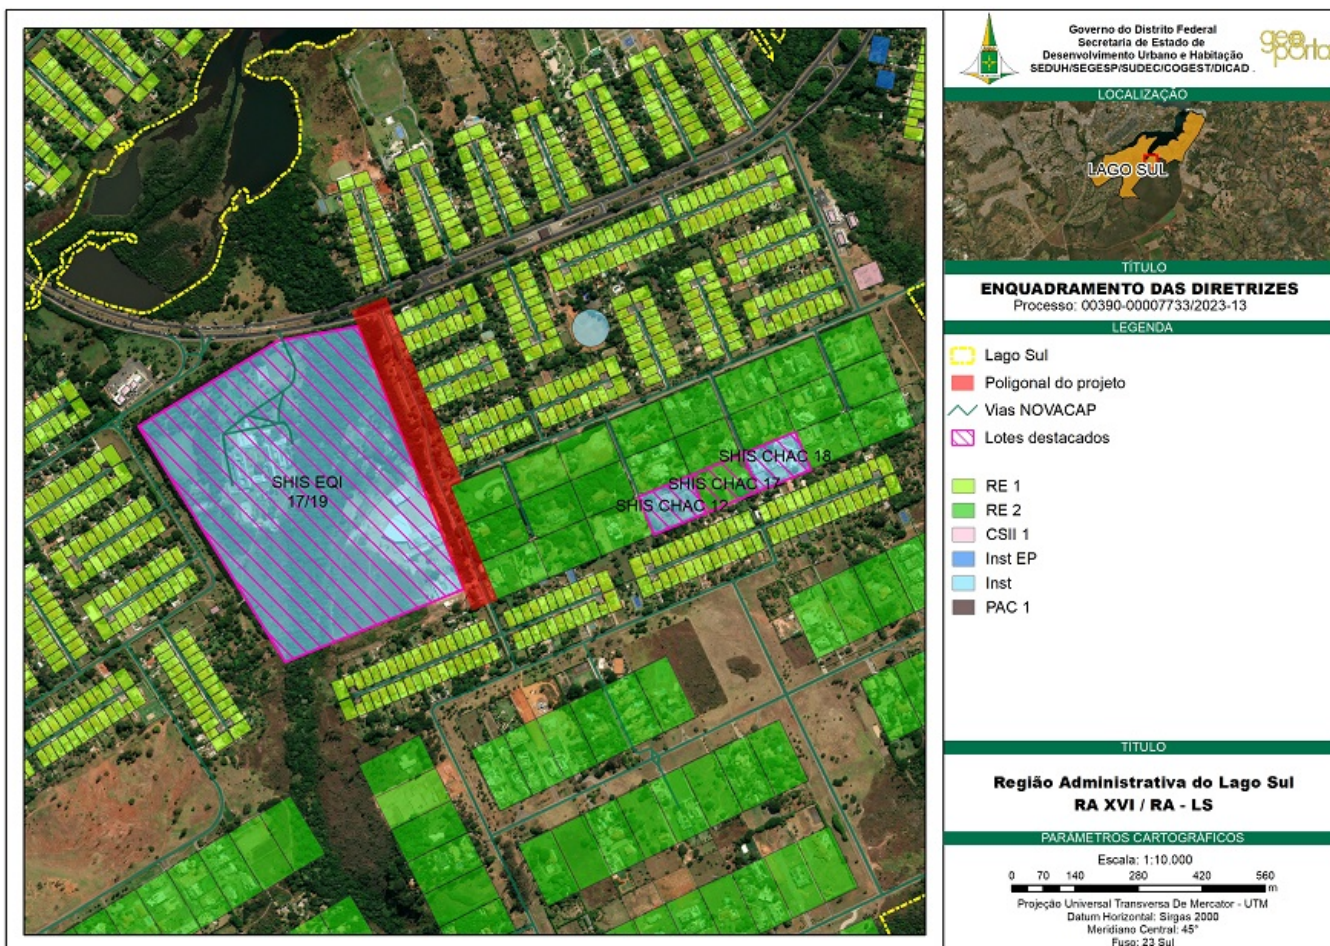 SHIS EQI
17/19
SHIS CHAC 18
SHIS CHAC 17
SHIS CHAC 12
Governo do Distrito Federal
Secretaria de Estado de
Desenvolvimento Urbano e Habitação
SEDUH/SEGESP/SUDEC/COGEST/DICAD .
geo
portal
LOCALIZAÇÃO
LAGO SUL
TÍTULO
ENQUADRAMENTO DAS DIRETRIZES
Processo: 00390-00007733/2023-13
LEGENDA
Lago Sul
Poligonal do projeto
Vias NOVACAP
Lotes destacados
RE 1
RE 2
CSII 1
Inst EP
Inst
PAC 1
TÍTULO
Região Administrativa do Lago Sul
RA XVI / RA - LS
PARÂMETROS CARTOGRÁFICOS
Escala: 1:10.000
0 70 140 280 420 560
m
Projeção Universal Transversa De Mercator - UTM
Datum Horizontal: Sirgas 2000
Meridiano Central: 45°
Fuso: 23 Sul